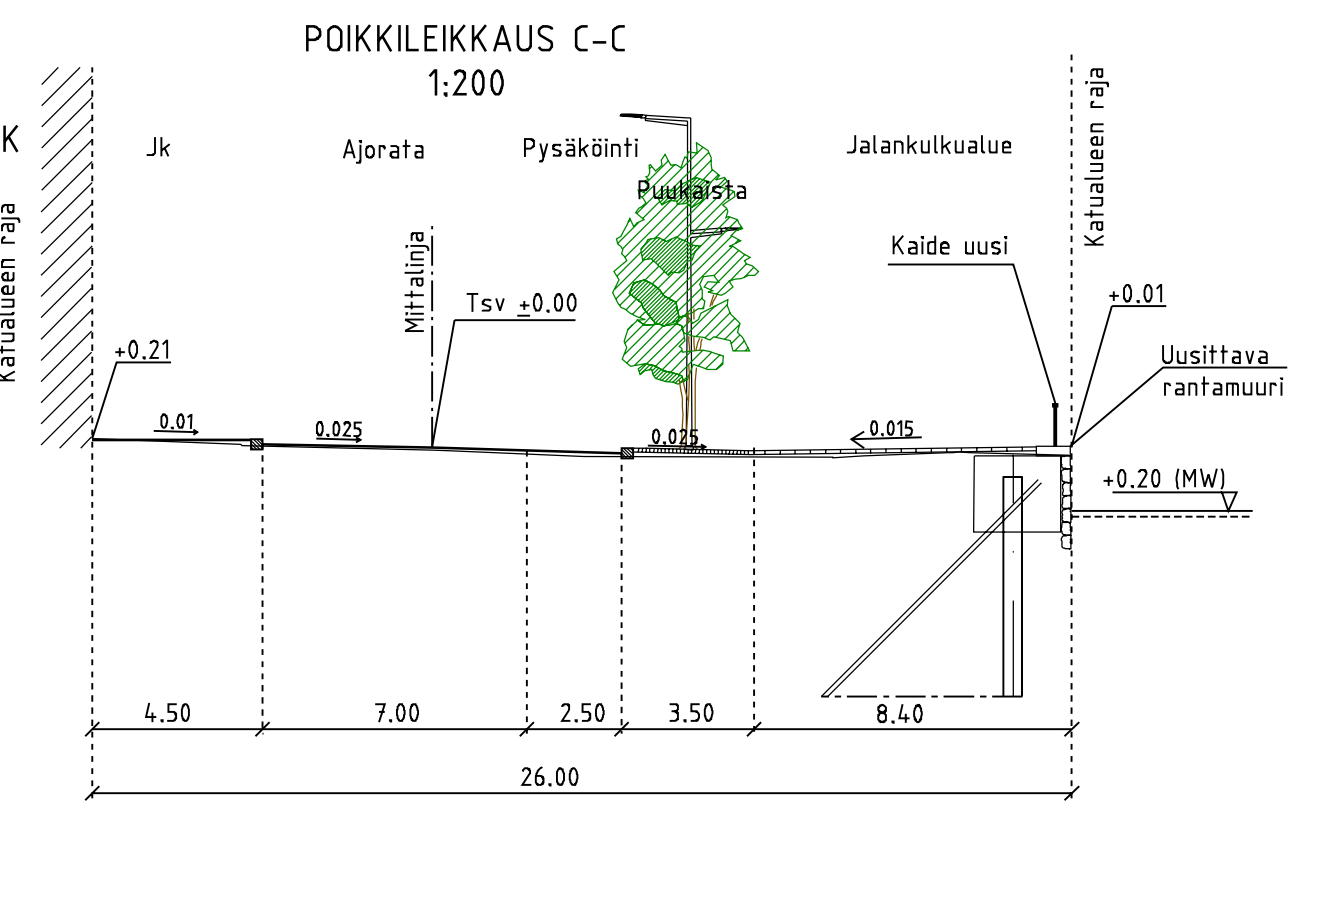 POIKKILEIKKAUS C-C
1:200
K
Katualueen raja
Jk
Ajorata
Pysäköinti
Puukaista
Jalankulkualue
Katualueen raja
Mittalinja
Kaide uusi
Tsv ±0.00
+0.01
+0.21
Uusittava
rantamuuri
0.01
0.025
0.025
0.015
+0.20 (MW)
4.50
7.00
2.50
3.50
8.40
26.00